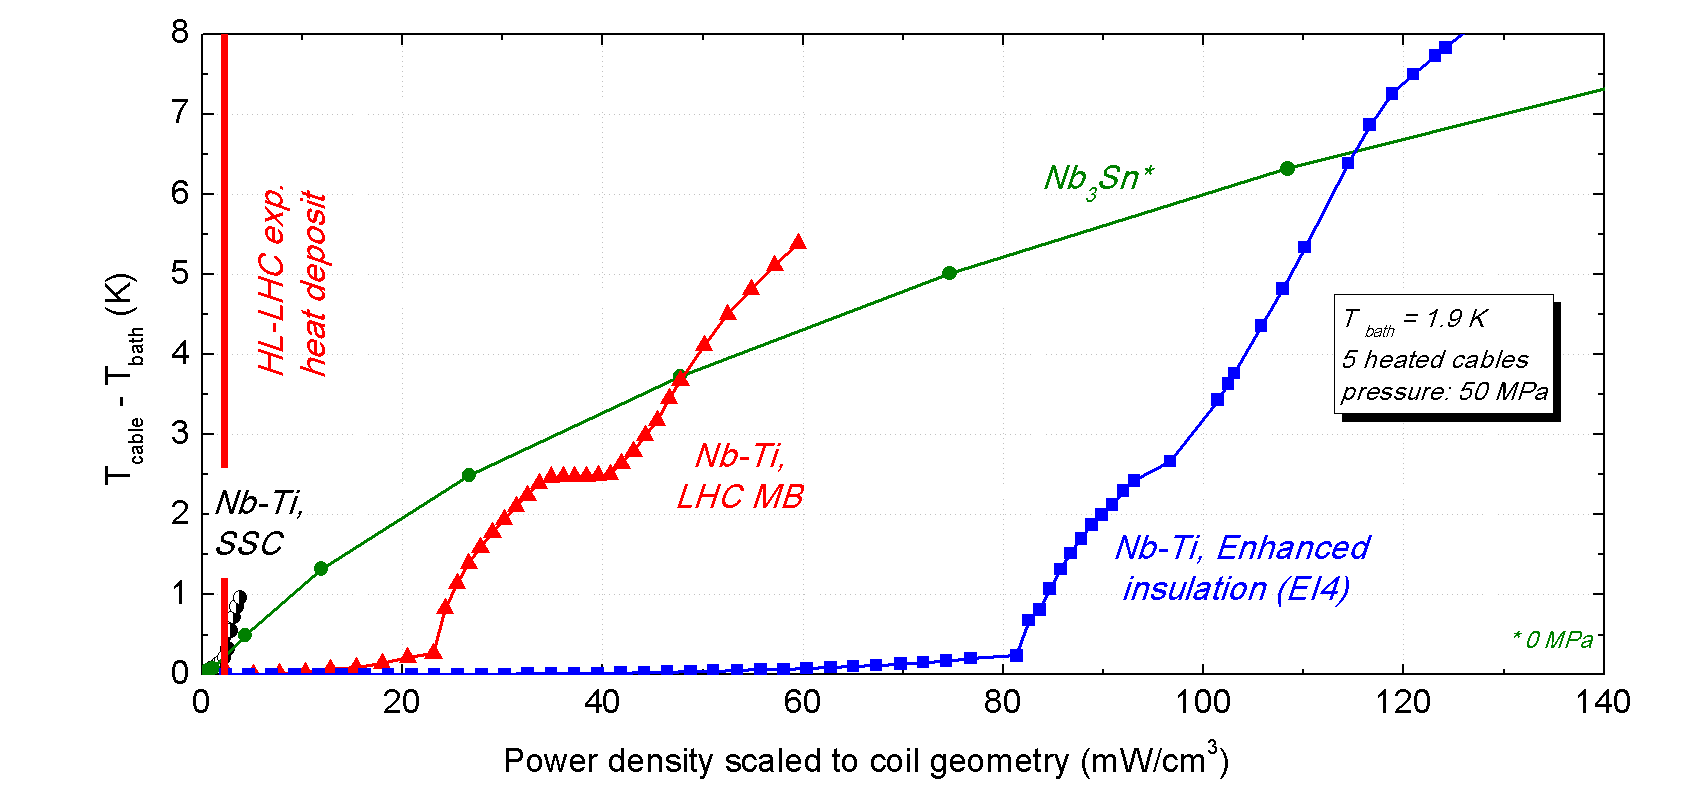 8
7
6
5
4
3
2
1
0
T_cable - T_bath (K)
HL-LHC exp.
heat deposit
Nb-Ti,
SSC
Nb₃Sn*
Nb-Ti,
LHC MB
T bath = 1.9 K
5 heated cables
pressure: 50 MPa
Nb-Ti, Enhanced
insulation (EI4)
* 0 MPa
0 20 40 60 80 100 120 140
Power density scaled to coil geometry (mW/cm³)